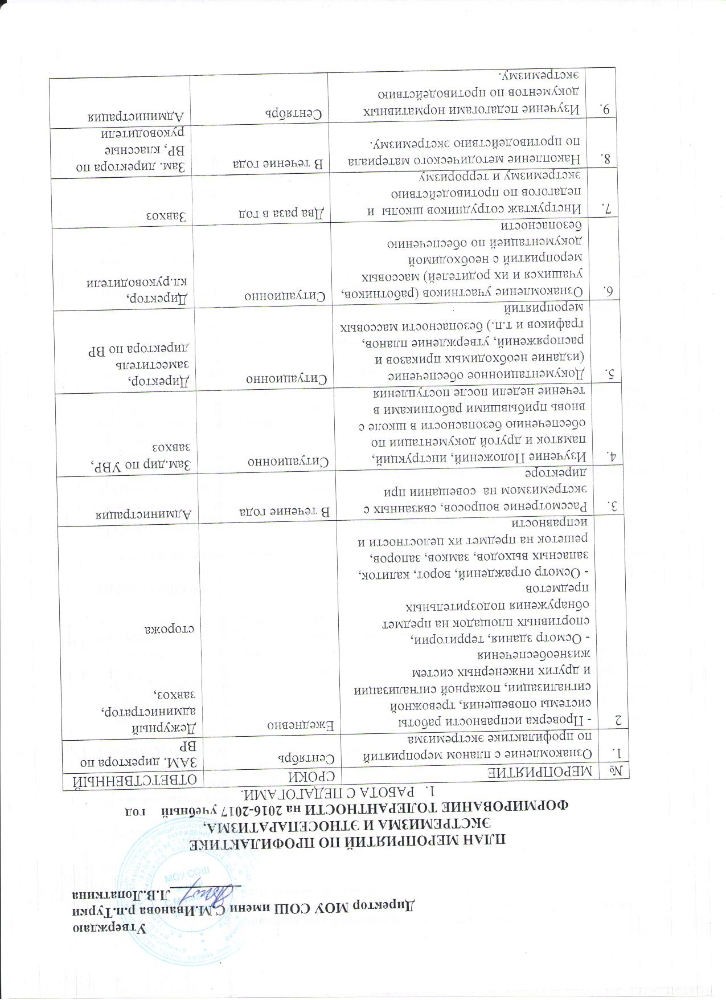 Утверждаю
Директор МОУ СОШ имени С.М.Иванова р.п.Турки
Л.В.Лопаткина
МОУ СОШ
ПЛАН МЕРОПРИЯТИЙ ПО ПРОФИЛАКТИКЕ
ЭКСТРЕМИЗМА И ЭТНОСЕПАРАТИЗМА,
ФОРМИРОВАНИЕ ТОЛЕРАНТНОСТИ на 2016-2017 учебный год
1. РАБОТА С ПЕДАГОГАМИ.
№ МЕРОПРИЯТИЕ СРОКИ ОТВЕТСТВЕННЫЙ
1. Ознакомление с планом мероприятий Сентябрь ЗАМ. директора по
по профилактике экстремизма ВР
2 - Проверка исправности работы Ежедневно Дежурный
системы оповещения, тревожной администратор,
сигнализации, пожарной сигнализации завхоз,
и других инженерных систем
жизнеобеспечения
- Осмотр здания, территории,
спортивных площадок на предмет сторожа
обнаружения подозрительных
предметов
- Осмотр ограждений, ворот, калиток,
запасных выходов, замков, запоров,
решеток на предмет их целостности и
исправности
3. Рассмотрение вопросов, связанных с В течение года Администрация
экстремизмом на совещании при
директоре
4. Изучение Положений, инструкций, Ситуационно Зам.дир по УВР,
памяток и другой документации по завхоз
обеспечению безопасности в школе с
вновь прибывшими работниками в
течение недели после поступления
5. Документационное обеспечение Ситуационно Директор,
(издание необходимых приказов и заместитель
распоряжений, утверждение планов, директора по ВР
графиков и т.п.) безопасности массовых
мероприятий
6. Ознакомление участников (работников, Ситуационно Директор,
учащихся и их родителей) массовых кл.руководители
мероприятий с необходимой
документацией по обеспечению
безопасности
7. Инструктаж сотрудников школы и Два раза в год Завхоз
педагогов по противодействию
экстремизму и терроризму
8. Накопление методического материала В течение года Зам. директора по
по противодействию экстремизму. ВР, классные
руководители
9. Изучение педагогами нормативных Сентябрь Администрация
документов по противодействию
экстремизму.